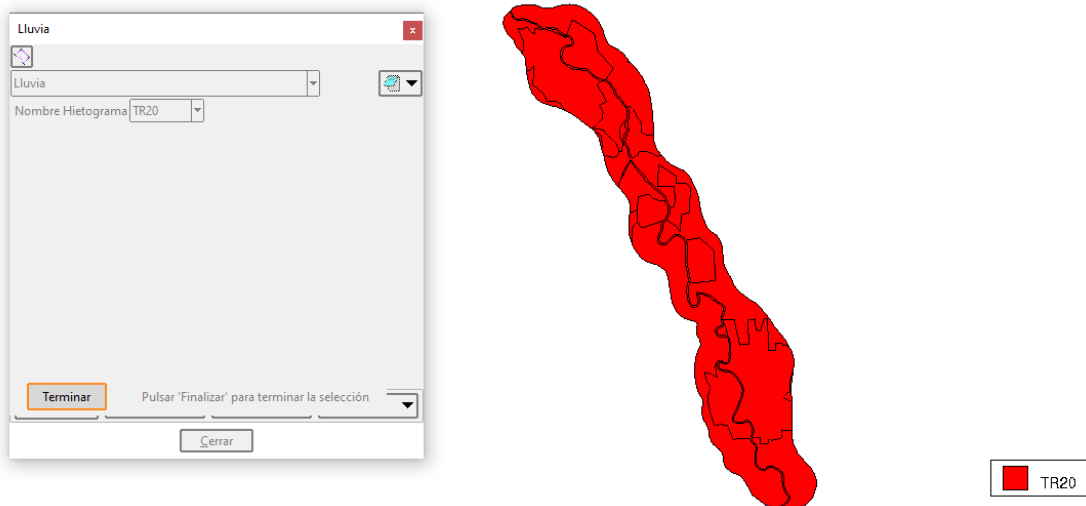 Lluvia
x
Lluvia
Nombre Hietograma TR20
Terminar Pulsar 'Finalizar' para terminar la selección
Cerrar
TR20